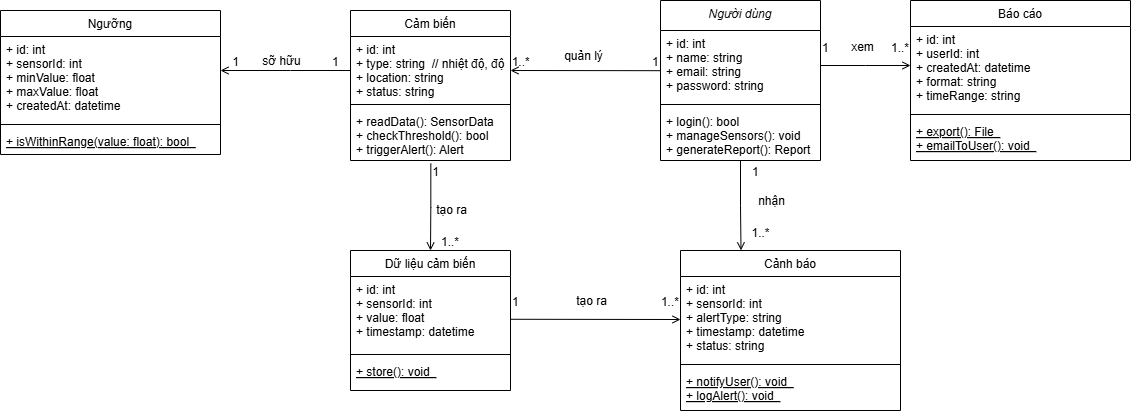 Ngưỡng
+ id: int
+ sensorId: int
+ minValue: float
+ maxValue: float
+ createdAt: datetime
+ isWithinRange(value: float): bool
1
sỡ hữu
1
Cảm biến
+ id: int
+ type: string  // nhiệt độ, độ
+ location: string
+ status: string
+ readData(): SensorData
+ checkThreshold(): bool
+ triggerAlert(): Alert
1..*
quản lý
1
Người dùng
+ id: int
+ name: string
+ email: string
+ password: string
+ login(): bool
+ manageSensors(): void
+ generateReport(): Report
1
xem
1..*
Báo cáo
+ id: int
+ userId: int
+ createdAt: datetime
+ format: string
+ timeRange: string
+ export(): File
+ emailToUser(): void
1
tạo ra
1..*
1
nhận
1..*
Dữ liệu cảm biến
+ id: int
+ sensorId: int
+ value: float
+ timestamp: datetime
+ store(): void
1
tạo ra
1..*
Cảnh báo
+ id: int
+ sensorId: int
+ alertType: string
+ timestamp: datetime
+ status: string
+ notifyUser(): void
+ logAlert(): void